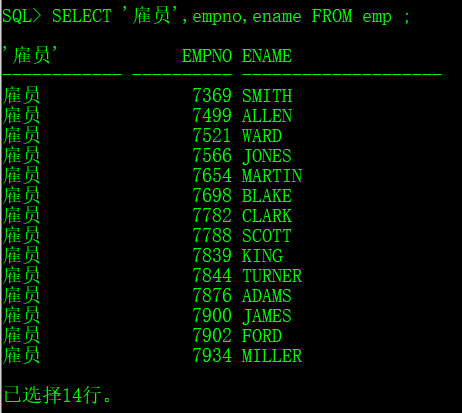 SQL> SELECT '雇员',empno,ename FROM emp ;
'雇员' EMPNO ENAME
------------ ---------- --------------------
雇员 7369 SMITH
雇员 7499 ALLEN
雇员 7521 WARD
雇员 7566 JONES
雇员 7654 MARTIN
雇员 7698 BLAKE
雇员 7782 CLARK
雇员 7788 SCOTT
雇员 7839 KING
雇员 7844 TURNER
雇员 7876 ADAMS
雇员 7900 JAMES
雇员 7902 FORD
雇员 7934 MILLER
已选择14行。